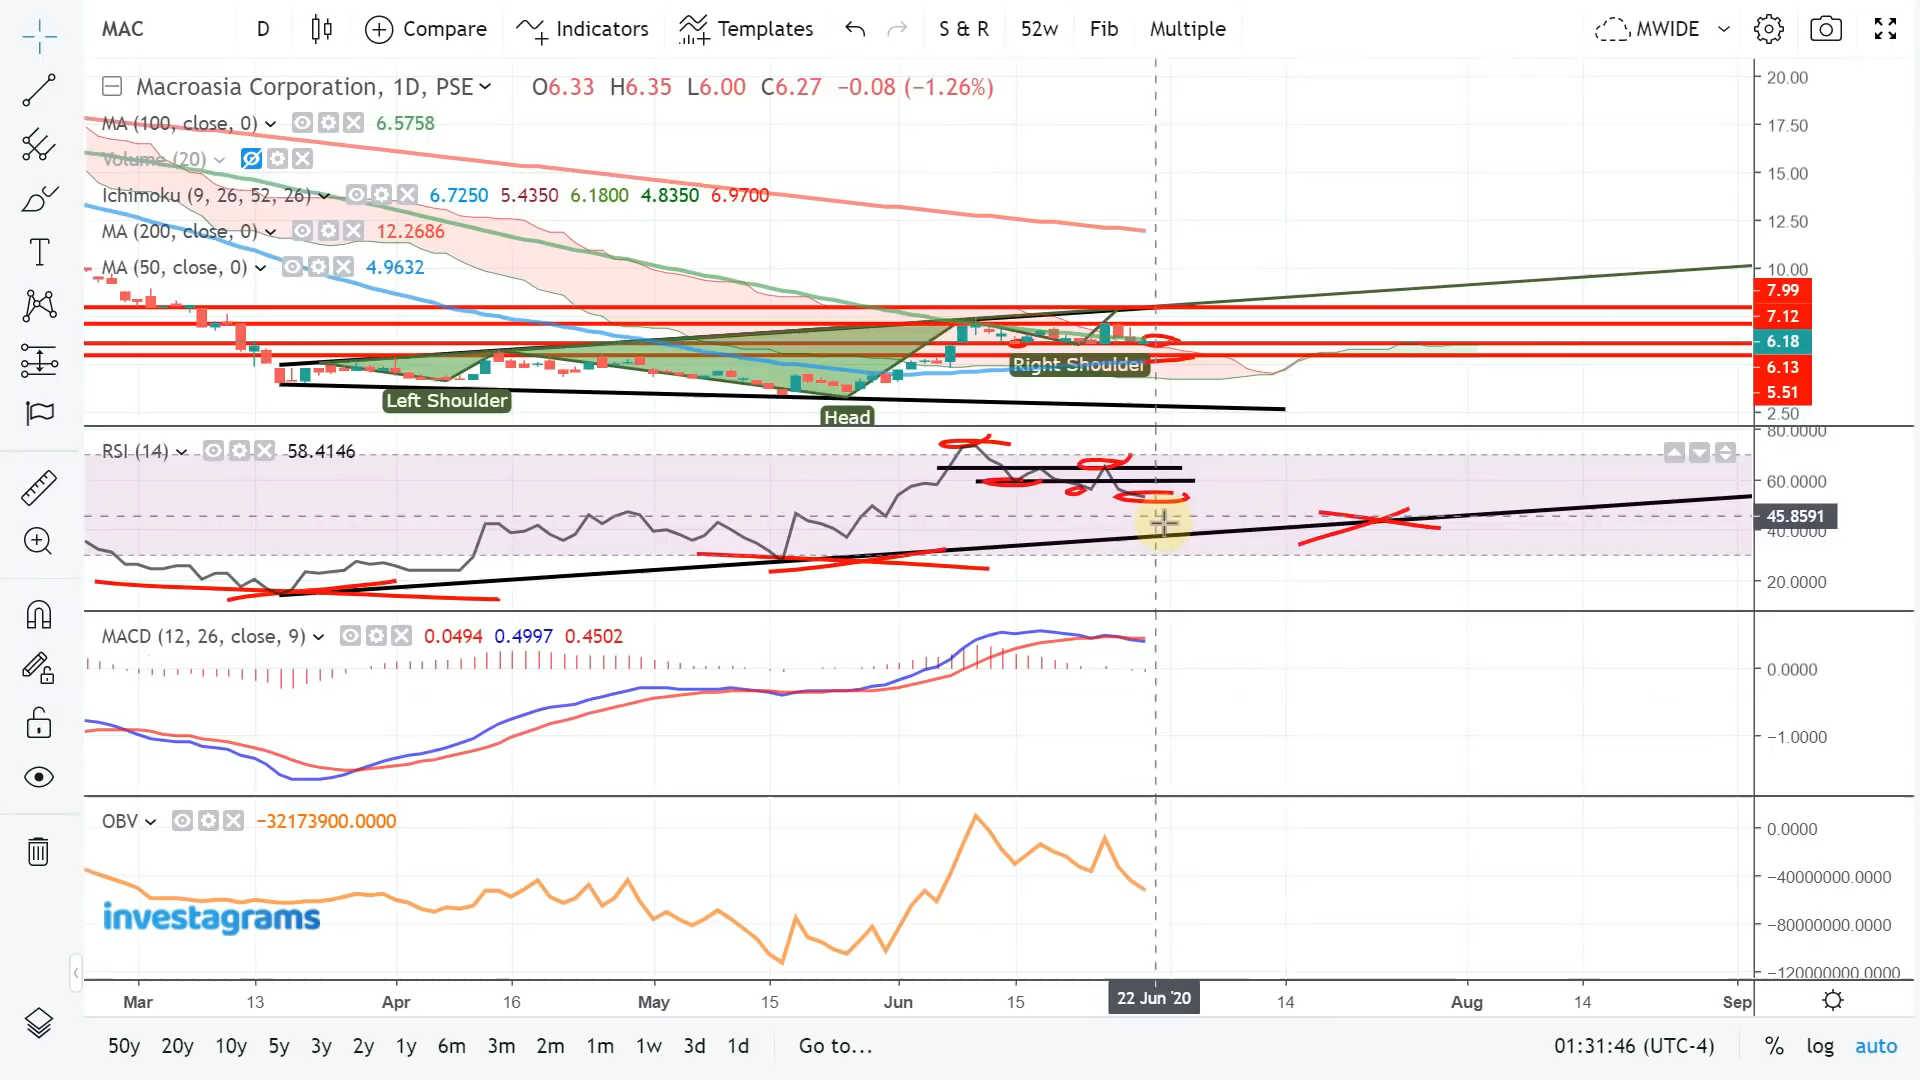 MAC D Compare Indicators Templates S & R 52w Fib Multiple MWIDE
Macroasia Corporation, 1D, PSE O6.33 H6.35 L6.00 C6.27 −0.08 (−1.26%)
MA (100, close, 0) 6.5758
Volume (20)
Ichimoku (9, 26, 52, 26) 6.7250 5.4350 6.1800 4.8350 6.9700
MA (200, close, 0) 12.2686
MA (50, close, 0) 4.9632
20.00
17.50
15.00
12.50
10.00
7.99
7.12
6.18
6.13
5.51
2.50
Right Shoulder
Left Shoulder
Head
RSI (14) 58.4146
80.0000
60.0000
45.8591
40.0000
20.0000
MACD (12, 26, close, 9) 0.0494 0.4997 0.4502
0.0000
−1.0000
OBV −32173900.0000
0.0000
−40000000.0000
−80000000.0000
−120000000.0000
investagrams
Mar 13 Apr 16 May 15 Jun 15 22 Jun '20 14 Aug 14 Sep
50y 20y 10y 5y 3y 2y 1y 6m 3m 2m 1m 1w 3d 1d Go to... 01:31:46 (UTC-4) % log auto